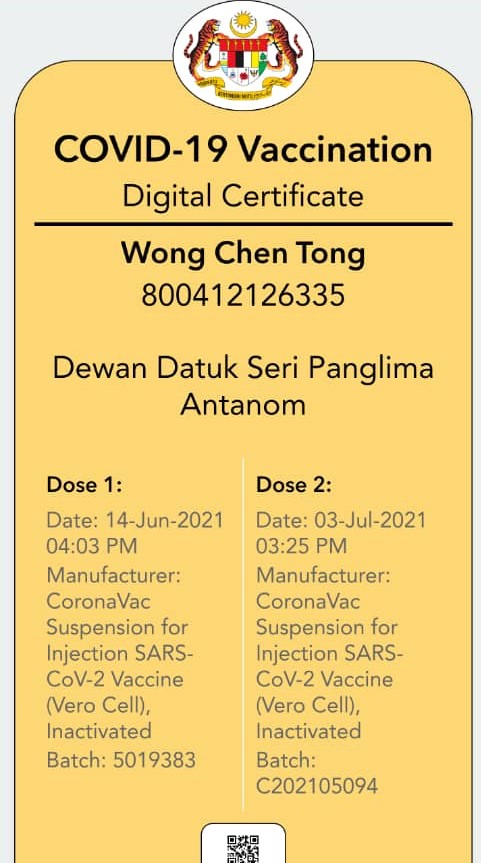 COVID-19 Vaccination
Digital Certificate
Wong Chen Tong
800412126335
Dewan Datuk Seri Panglima
Antanom
Dose 1:
Date: 14-Jun-2021
04:03 PM
Manufacturer:
CoronaVac
Suspension for
Injection SARS-
CoV-2 Vaccine
(Vero Cell),
Inactivated
Batch: 5019383
Dose 2:
Date: 03-Jul-2021
03:25 PM
Manufacturer:
CoronaVac
Suspension for
Injection SARS-
CoV-2 Vaccine
(Vero Cell),
Inactivated
Batch:
C202105094